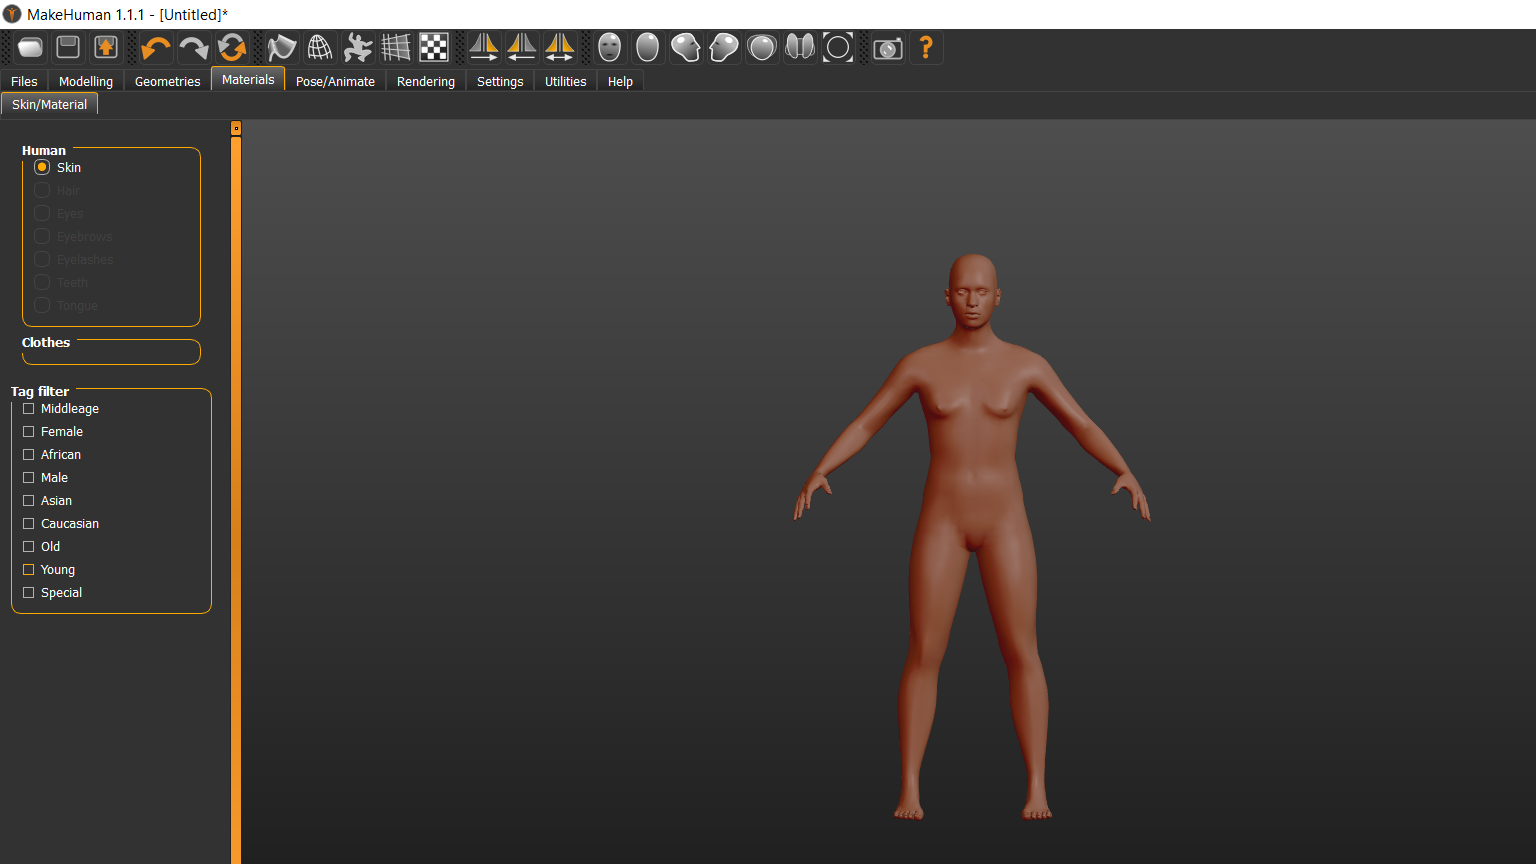 MakeHuman 1.1.1 - [Untitled]*
?
Files Modelling Geometries Materials Pose/Animate Rendering Settings Utilities Help
Skin/Material
Human
Skin
Hair
Eyes
Eyebrows
Eyelashes
Teeth
Tongue
Clothes
Tag filter
Middleage
Female
African
Male
Asian
Caucasian
Old
Young
Special